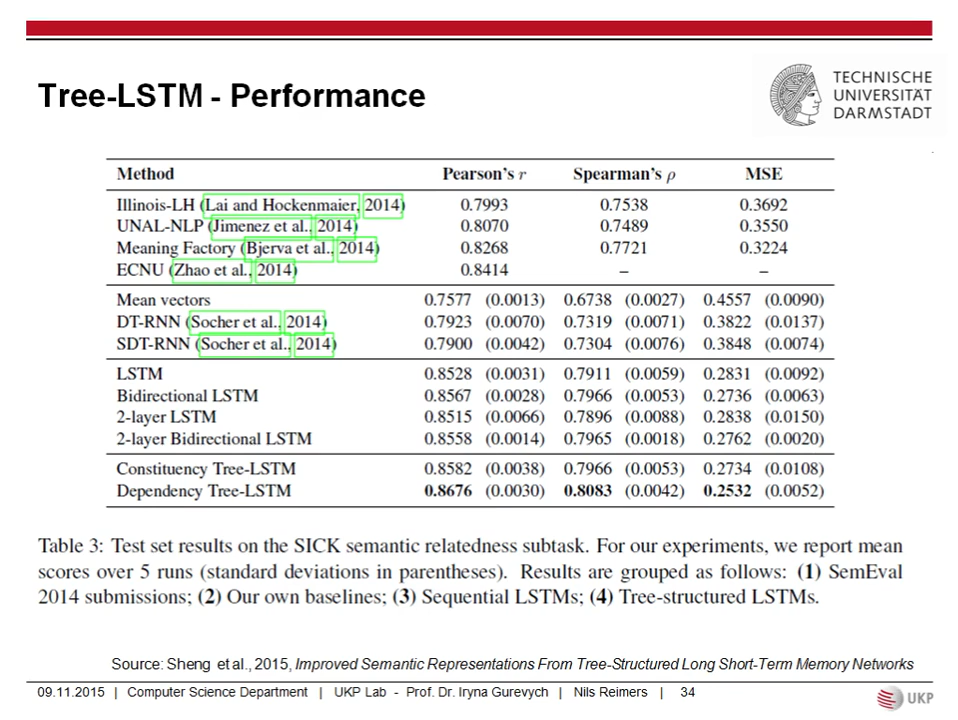 Tree-LSTM - Performance
TECHNISCHE
UNIVERSITÄT
DARMSTADT
Method Pearson's r Spearman's ρ MSE
Illinois-LH (Lai and Hockenmaier, 2014) 0.7993 0.7538 0.3692
UNAL-NLP (Jimenez et al., 2014) 0.8070 0.7489 0.3550
Meaning Factory (Bjerva et al., 2014) 0.8268 0.7721 0.3224
ECNU (Zhao et al., 2014) 0.8414 – –
Mean vectors 0.7577 (0.0013) 0.6738 (0.0027) 0.4557 (0.0090)
DT-RNN (Socher et al., 2014) 0.7923 (0.0070) 0.7319 (0.0071) 0.3822 (0.0137)
SDT-RNN (Socher et al., 2014) 0.7900 (0.0042) 0.7304 (0.0076) 0.3848 (0.0074)
LSTM 0.8528 (0.0031) 0.7911 (0.0059) 0.2831 (0.0092)
Bidirectional LSTM 0.8567 (0.0028) 0.7966 (0.0053) 0.2736 (0.0063)
2-layer LSTM 0.8515 (0.0066) 0.7896 (0.0088) 0.2838 (0.0150)
2-layer Bidirectional LSTM 0.8558 (0.0014) 0.7965 (0.0018) 0.2762 (0.0020)
Constituency Tree-LSTM 0.8582 (0.0038) 0.7966 (0.0053) 0.2734 (0.0108)
Dependency Tree-LSTM 0.8676 (0.0030) 0.8083 (0.0042) 0.2532 (0.0052)
Table 3: Test set results on the SICK semantic relatedness subtask. For our experiments, we report mean
scores over 5 runs (standard deviations in parentheses). Results are grouped as follows: (1) SemEval
2014 submissions; (2) Our own baselines; (3) Sequential LSTMs; (4) Tree-structured LSTMs.
Source: Sheng et al., 2015, Improved Semantic Representations From Tree-Structured Long Short-Term Memory Networks
09.11.2015 | Computer Science Department | UKP Lab - Prof. Dr. Iryna Gurevych | Nils Reimers | 34
UKP